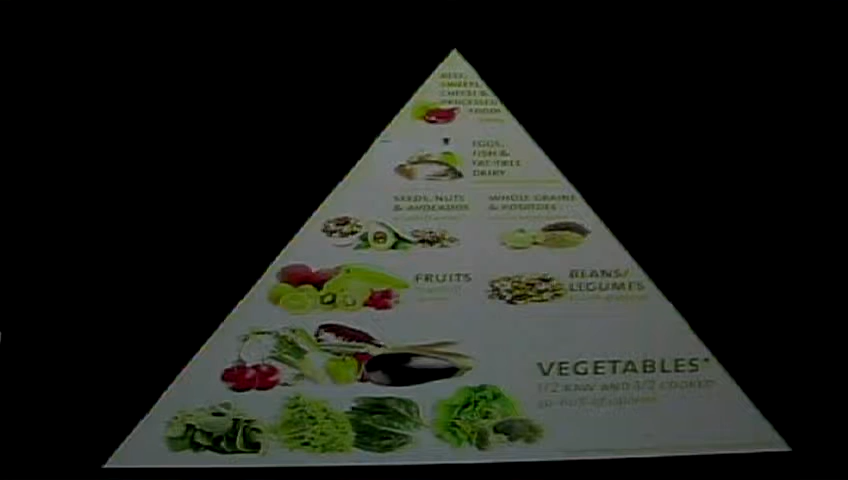 BEEF,
SWEETS,
CHEESE &
PROCESSED
FOODS
EGGS,
FISH &
FAT-FREE
DAIRY
SEEDS, NUTS
& AVOCADOS
WHOLE GRAINS
& POTATOES
FRUITS
BEANS/
LEGUMES
VEGETABLES*
1/2 RAW AND 1/2 COOKED